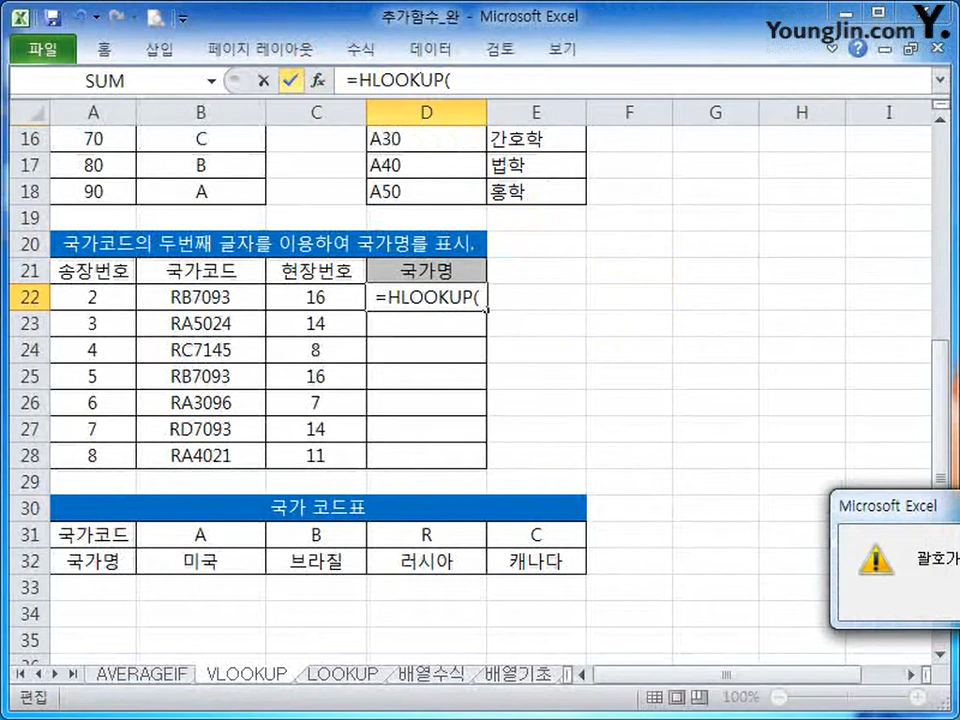 추가함수_완 - Microsoft Excel
YoungJin.com Y.
파일 홈 삽입 페이지 레이아웃 수식 데이터 검토 보기
SUM fx =HLOOKUP(
A B C D E F G H I
16 70 C A30 간호학
17 80 B A40 법학
18 90 A A50 홍학
19
20 국가코드의 두번째 글자를 이용하여 국가명를 표시.
21 송장번호 국가코드 현장번호 국가명
22 2 RB7093 16 =HLOOKUP(
23 3 RA5024 14
24 4 RC7145 8
25 5 RB7093 16
26 6 RA3096 7
27 7 RD7093 14
28 8 RA4021 11
29
30 국가 코드표
31 국가코드 A B R C
32 국가명 미국 브라질 러시아 캐나다
33
34
35
Microsoft Excel
괄호가
AVERAGEIF VLOOKUP LOOKUP 배열수식 배열기초
편집 100%